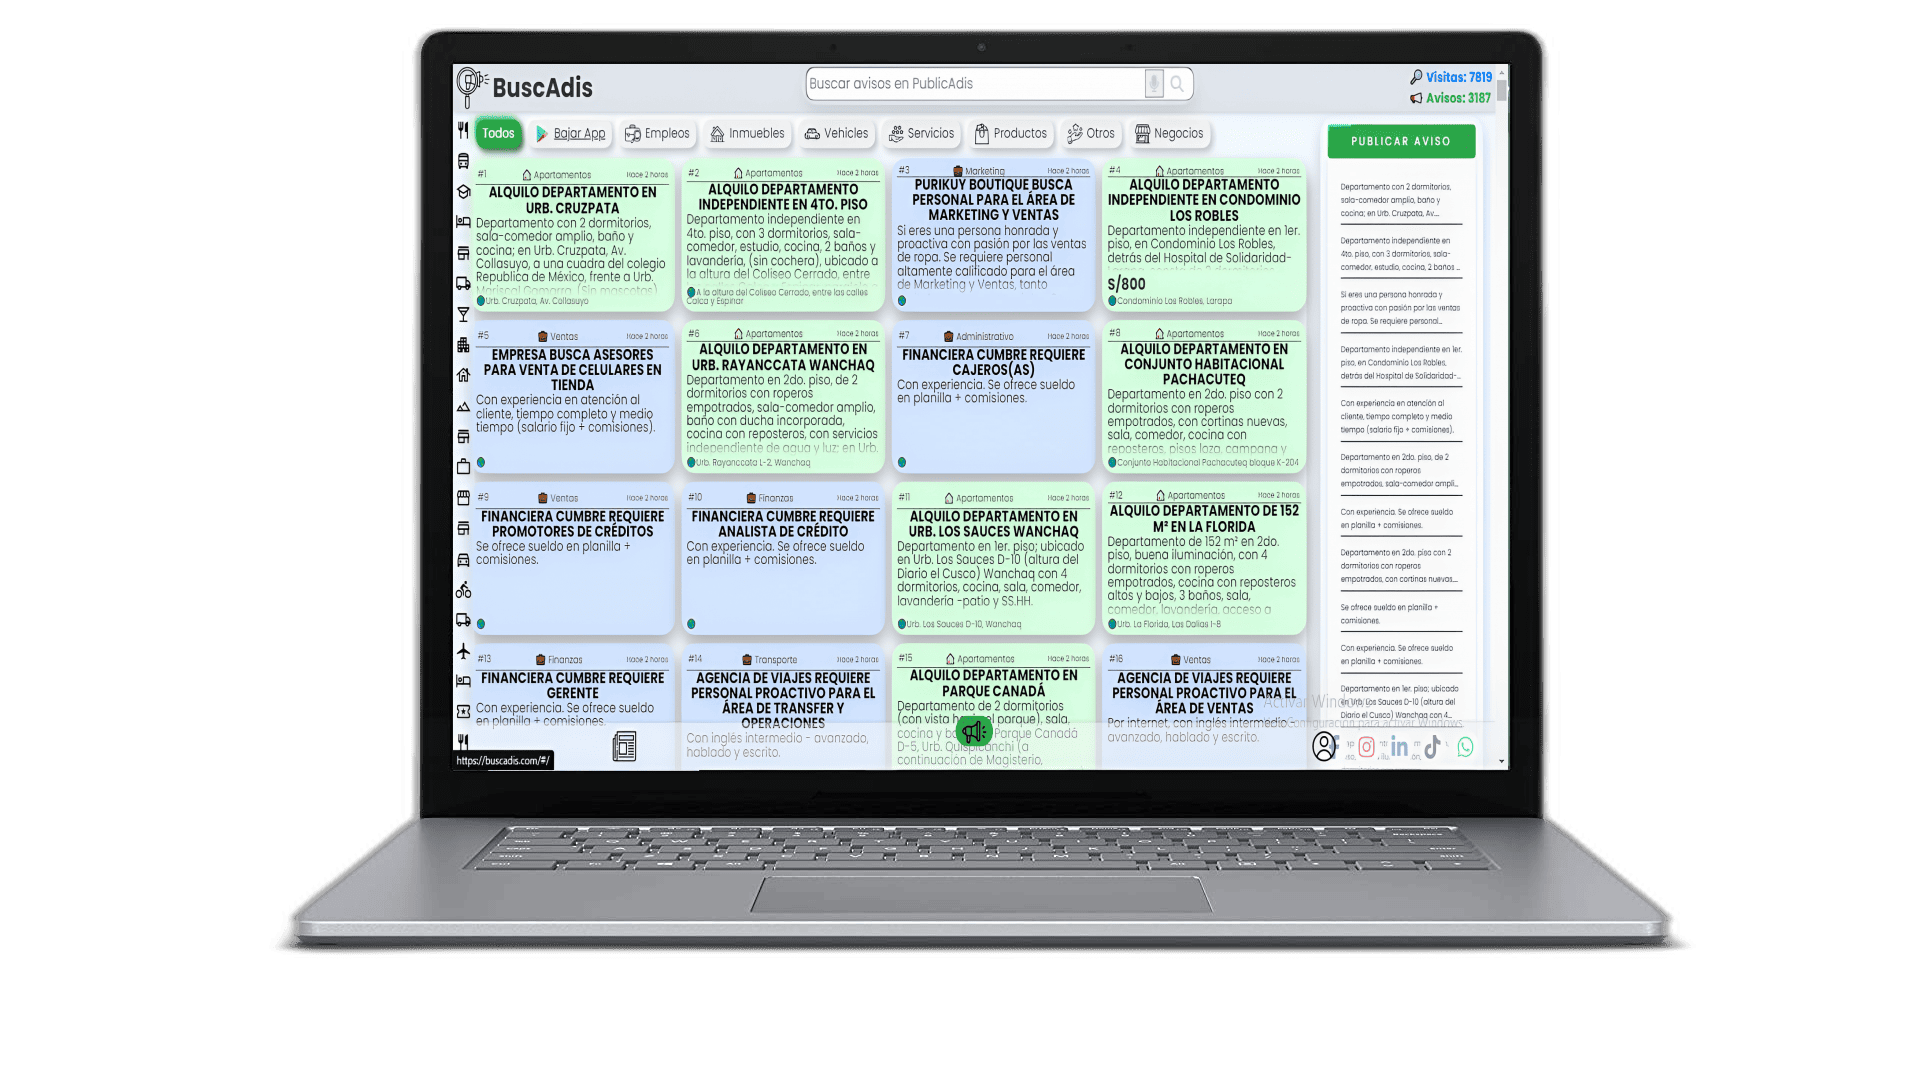 BuscAdis
Buscar avisos en PublicAdis
Visitas: 7819
Avisos: 3187
Todos
Bajar App
Empleos
Inmuebles
Vehicles
Servicios
Productos
Otros
Negocios
PUBLICAR AVISO
#1 Apartamentos Hace 2 horas
ALQUILO DEPARTAMENTO EN
URB. CRUZPATA
Departamento con 2 dormitorios,
sala-comedor amplio, baño y
cocina; en Urb. Cruzpata, Av.
Collasuyo, a una cuadra del colegio
Republica de México, frente a Urb.
Mariscal Gamarra. (Sin mascotas)
Urb. Cruzpata, Av. Collasuyo
#2 Apartamentos Hace 2 horas
ALQUILO DEPARTAMENTO
INDEPENDIENTE EN 4TO. PISO
Departamento independiente en
4to. piso, con 3 dormitorios, sala-
comedor, estudio, cocina, 2 baños y
lavandería, (sin cochera), ubicado a
la altura del Coliseo Cerrado, entre
A la altura del Coliseo Cerrado, entre las calles
Calca y Espinar
#3 Marketing Hace 2 horas
PURIKUY BOUTIQUE BUSCA
PERSONAL PARA EL ÁREA DE
MARKETING Y VENTAS
Si eres una persona honrada y
proactiva con pasión por las ventas
de ropa. Se requiere personal
altamente calificado para el área
de Marketing y Ventas, tanto
#4 Apartamentos Hace 2 horas
ALQUILO DEPARTAMENTO
INDEPENDIENTE EN CONDOMINIO
LOS ROBLES
Departamento independiente en 1er.
piso, en Condominio Los Robles,
detrás del Hospital de Solidaridad-
S/800
Condominio Los Robles, Larapa
#5 Ventas Hace 2 horas
EMPRESA BUSCA ASESORES
PARA VENTA DE CELULARES EN
TIENDA
Con experiencia en atención al
cliente, tiempo completo y medio
tiempo (salario fijo + comisiones).
#6 Apartamentos Hace 2 horas
ALQUILO DEPARTAMENTO EN
URB. RAYANCCATA WANCHAQ
Departamento en 2do. piso, de 2
dormitorios con roperos
empotrados, sala-comedor amplio,
baño con ducha incorporada,
cocina con reposteros, con servicios
independiente de agua y luz; en Urb.
Urb. Rayanccata L-2, Wanchaq
#7 Administrativo Hace 2 horas
FINANCIERA CUMBRE REQUIERE
CAJEROS(AS)
Con experiencia. Se ofrece sueldo
en planilla + comisiones.
#8 Apartamentos Hace 2 horas
ALQUILO DEPARTAMENTO EN
CONJUNTO HABITACIONAL
PACHACUTEQ
Departamento en 2do. piso con 2
dormitorios con roperos
empotrados, con cortinas nuevas,
sala, comedor, cocina con
reposteros, pisos laza, campana y
Conjunto Habitacional Pachacuteq bloque K-204
#9 Ventas Hace 2 horas
FINANCIERA CUMBRE REQUIERE
PROMOTORES DE CRÉDITOS
Se ofrece sueldo en planilla +
comisiones.
#10 Finanzas Hace 2 horas
FINANCIERA CUMBRE REQUIERE
ANALISTA DE CRÉDITO
Con experiencia. Se ofrece sueldo
en planilla + comisiones.
#11 Apartamentos Hace 2 horas
ALQUILO DEPARTAMENTO EN
URB. LOS SAUCES WANCHAQ
Departamento en 1er. piso; ubicado
en Urb. Los Sauces D-10 (altura del
Diario el Cusco) Wanchaq con 4
dormitorios, cocina, sala, comedor,
lavandería -patio y SS.HH.
Urb. Los Sauces D-10, Wanchaq
#12 Apartamentos Hace 2 horas
ALQUILO DEPARTAMENTO DE 152
M² EN LA FLORIDA
Departamento de 152 m² en 2do.
piso, buena iluminación, con 4
dormitorios con roperos
empotrados, cocina con reposteros
altos y bajos, 3 baños, sala,
comedor, lavandería, acceso a
Urb. La Florida, Las Dalias I-8
#13 Finanzas Hace 2 horas
FINANCIERA CUMBRE REQUIERE
GERENTE
Con experiencia. Se ofrece sueldo
en planilla + comisiones.
#14 Transporte Hace 2 horas
AGENCIA DE VIAJES REQUIERE
PERSONAL PROACTIVO PARA EL
ÁREA DE TRANSFER Y
OPERACIONES
Con inglés intermedio - avanzado,
hablado y escrito.
#15 Apartamentos Hace 2 horas
ALQUILO DEPARTAMENTO EN
PARQUE CANADÁ
Departamento de 2 dormitorios
(con vista el parque), sala,
cocina y Parque Canadá
D-5, Urb. Quispicanchi (a
continuación de Magisterio,
#16 Ventas Hace 2 horas
AGENCIA DE VIAJES REQUIERE
PERSONAL PROACTIVO PARA EL
ÁREA DE VENTAS
Por internet, con inglés intermedio-
avanzado, hablado y escrito.
Departamento con 2 dormitorios,
sala-comedor amplio, baño y
cocina; en Urb. Cruzpata, Av....
Departamento independiente en
4to. piso, con 3 dormitorios, sala-
comedor, estudio, cocina, 2 baños ...
Si eres una persona honrada y
proactiva con pasión por las ventas
de ropa. Se requiere personal...
Departamento independiente en 1er.
piso, en Condominio Los Robles,
detrás del Hospital de Solidaridad-...
Con experiencia en atención al
cliente, tiempo completo y medio
tiempo (salario fijo + comisiones).
Departamento en 2do. piso, de 2
dormitorios con roperos
empotrados, sala-comedor ampli...
Con experiencia. Se ofrece sueldo
en planilla + comisiones.
Departamento en 2do. piso con 2
dormitorios con roperos
empotrados, con cortinas nuevas,...
Se ofrece sueldo en planilla +
comisiones.
Con experiencia. Se ofrece sueldo
en planilla + comisiones.
Departamento en 1er. piso; ubicado
en Urb. Los Sauces D-10 (altura del
Diario el Cusco) Wanchaq con 4...
Activar Windows
Configuración para activar Windows.
https://buscadis.com/#/